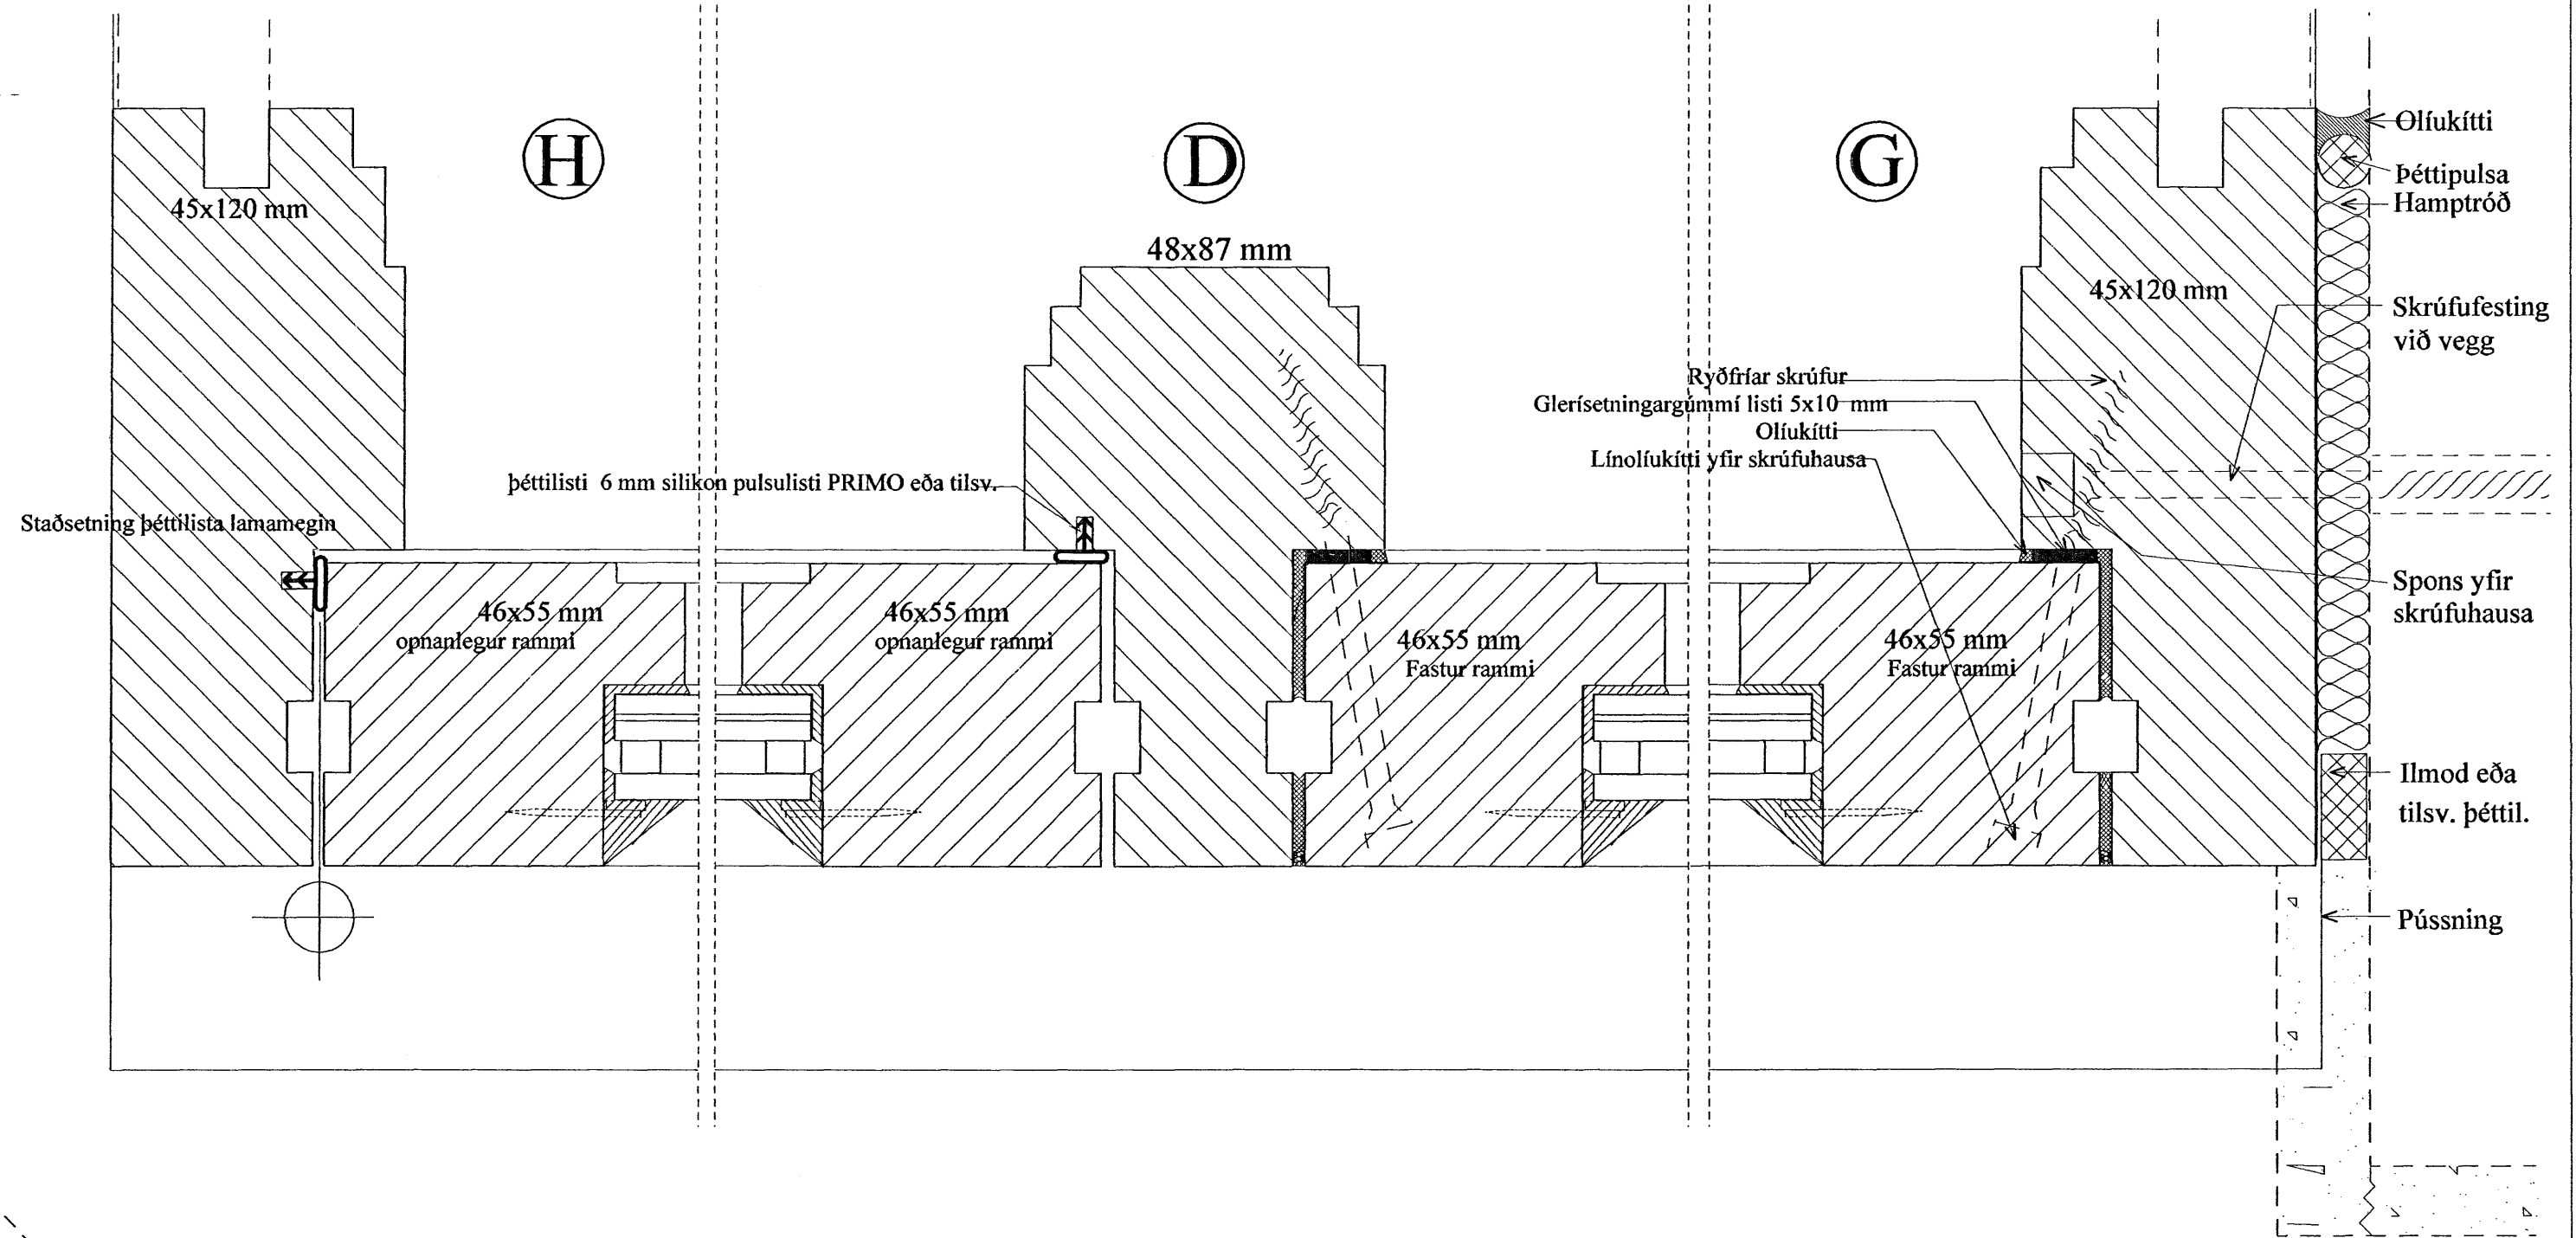 H
D
G
45x120 mm
48x87 mm
45x120 mm
Olíukítti
Þéttipulsa
Hamptróð
Skrúfufesting
við vegg
Ryðfríar skrúfur
Glerísetningargúmmí listi 5x10 mm
Olíukítti
Línolíukítti yfir skrúfuhausa
þéttilisti 6 mm silikon pulsulisti PRIMO eða tilsv.
Staðsetning þéttilista lamamegin
Spons yfir
skrúfuhausa
46x55 mm
opnanlegur rammi
46x55 mm
opnanlegur rammi
46x55 mm
Fastur rammi
46x55 mm
Fastur rammi
Ilmod eða
tilsv. þéttil.
Pússning